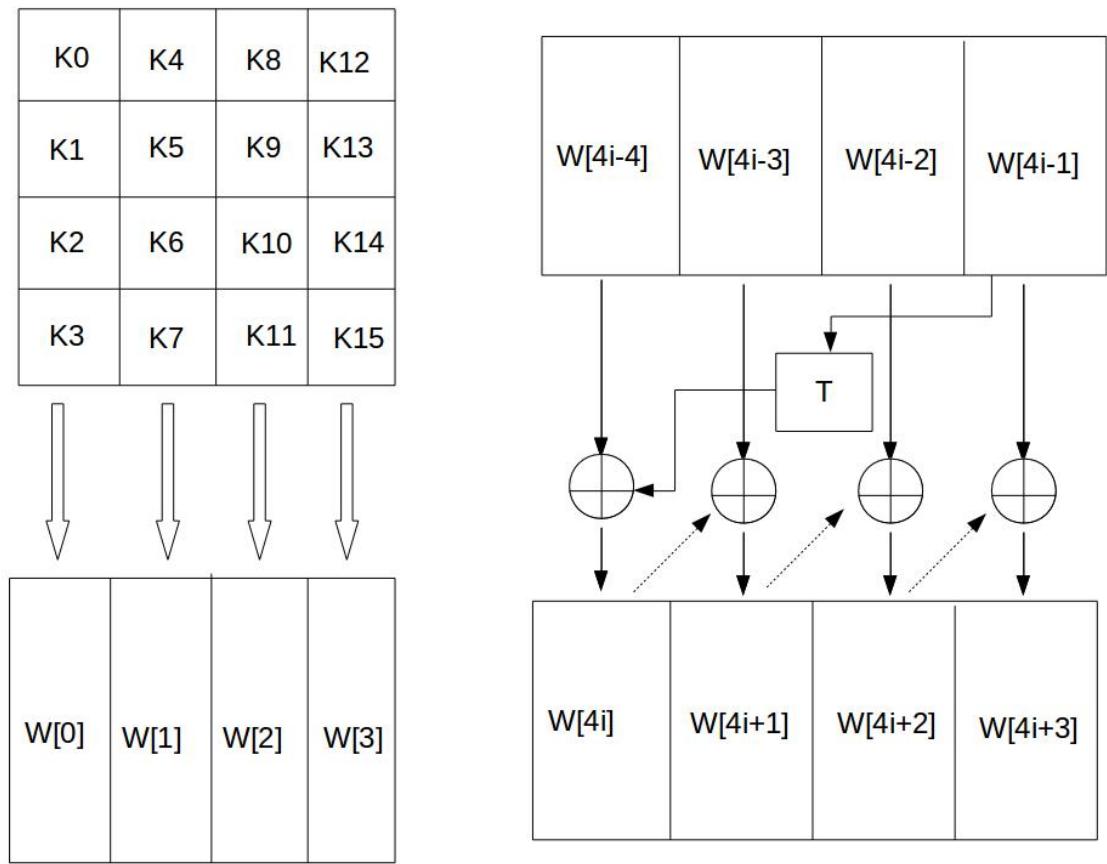 K0 K4 K8 K12
K1 K5 K9 K13
K2 K6 K10 K14
K3 K7 K11 K15
W[0] W[1] W[2] W[3]
W[4i-4] W[4i-3] W[4i-2] W[4i-1]
T
W[4i] W[4i+1] W[4i+2] W[4i+3]